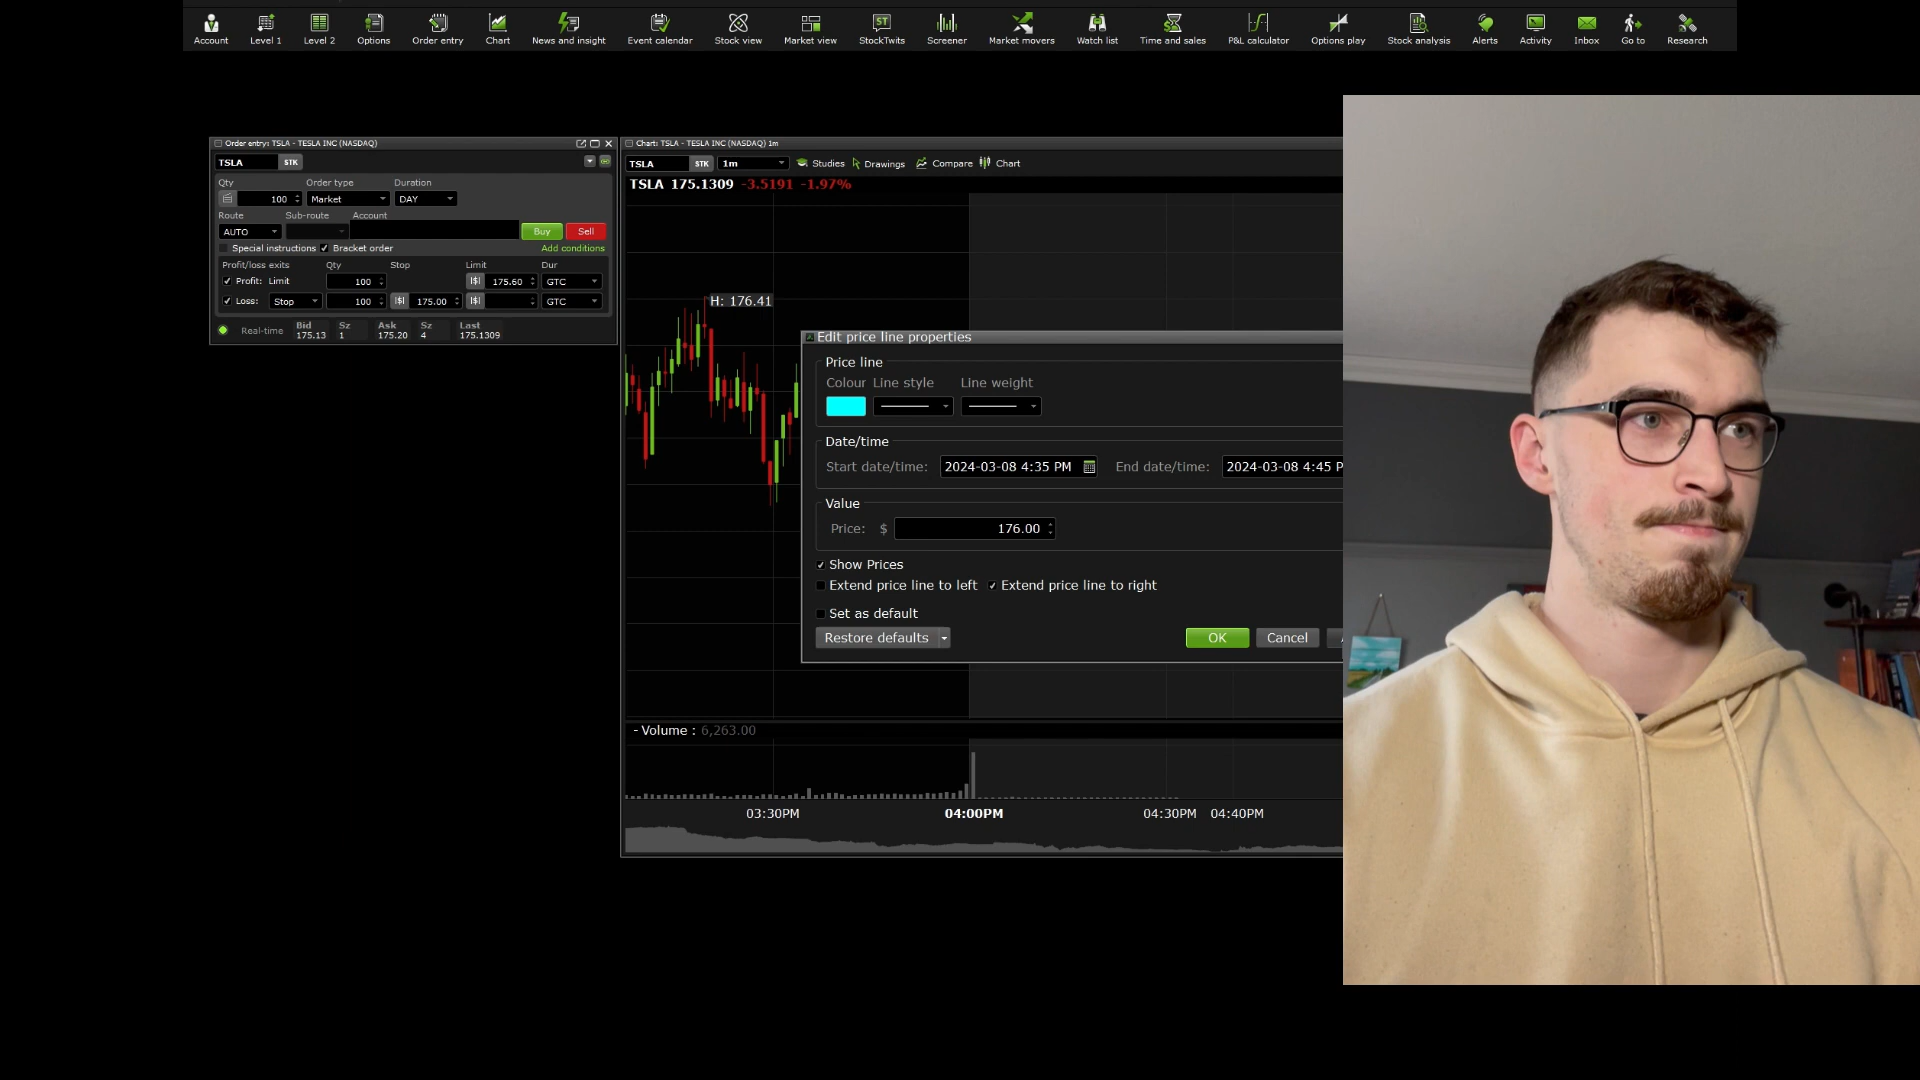 Account Level 1 Level 2 Options Order entry Chart News and insight Event calendar Stock view Market view StockTwits Screener Market movers Watch list Time and sales P&L calculator Options play Stock analysis Alerts Activity Inbox Go to Research
ST
Order entry: TSLA - TESLA INC (NASDAQ)
TSLA STK
Qty Order type Duration
100 Market DAY
Route Sub-route Account
AUTO Buy Sell
Special instructions Bracket order Add conditions
Profit/loss exits Qty Stop Limit Dur
Profit: Limit 100 |$| 175.60 GTC
Loss: Stop 100 |$| 175.00 |$| GTC
Real-time Bid Sz Ask Sz Last
175.13 1 175.20 4 175.1309
Chart: TSLA - TESLA INC (NASDAQ) 1m
TSLA STK 1m Studies Drawings Compare Chart
TSLA 175.1309 -3.5191 -1.97%
H: 176.41
Edit price line properties
Price line
Colour Line style Line weight
Date/time
Start date/time: 2024-03-08 4:35 PM End date/time: 2024-03-08 4:45 P
Value
Price: $ 176.00
Show Prices
Extend price line to left Extend price line to right
Set as default
Restore defaults OK Cancel
- Volume : 6,263.00
03:30PM 04:00PM 04:30PM 04:40PM